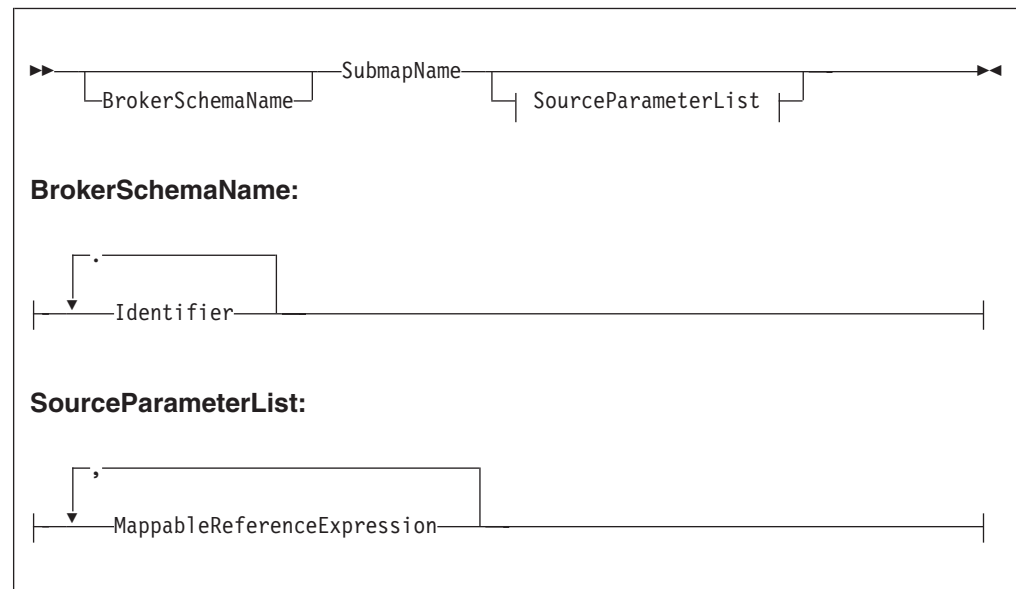 SubmapName
BrokerSchemaName
SourceParameterList
BrokerSchemaName:
.
Identifier
SourceParameterList:
,
MappableReferenceExpression